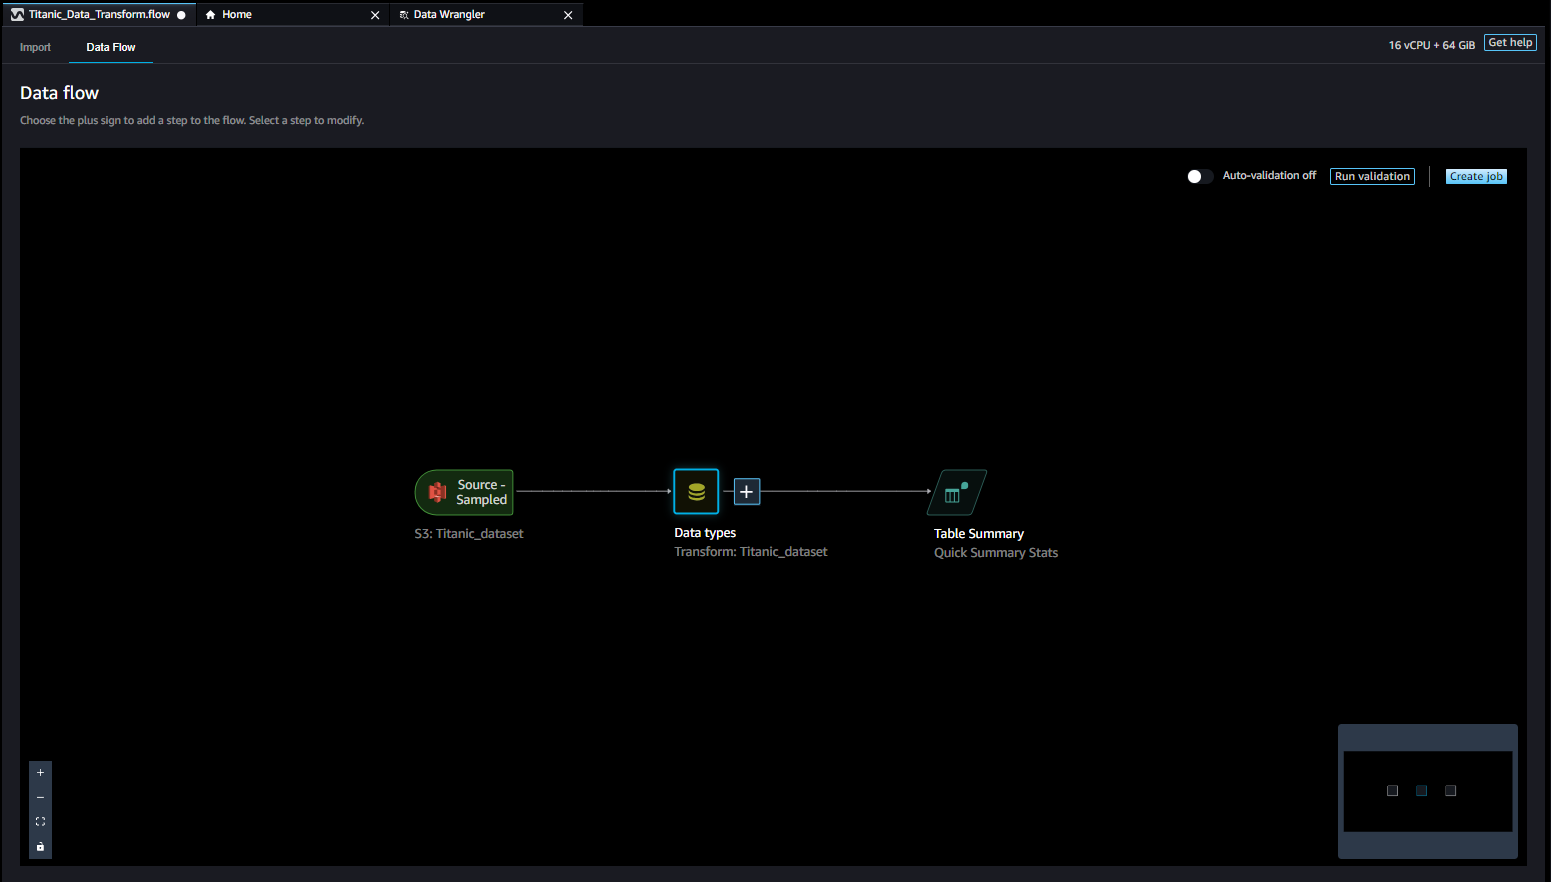 Titanic_Data_Transform.flow
Home
Data Wrangler
Import
Data Flow
16 vCPU + 64 GiB
Get help
Data flow
Choose the plus sign to add a step to the flow. Select a step to modify.
Auto-validation off
Run validation
Create job
Source -
Sampled
S3: Titanic_dataset
Data types
Transform: Titanic_dataset
Table Summary
Quick Summary Stats